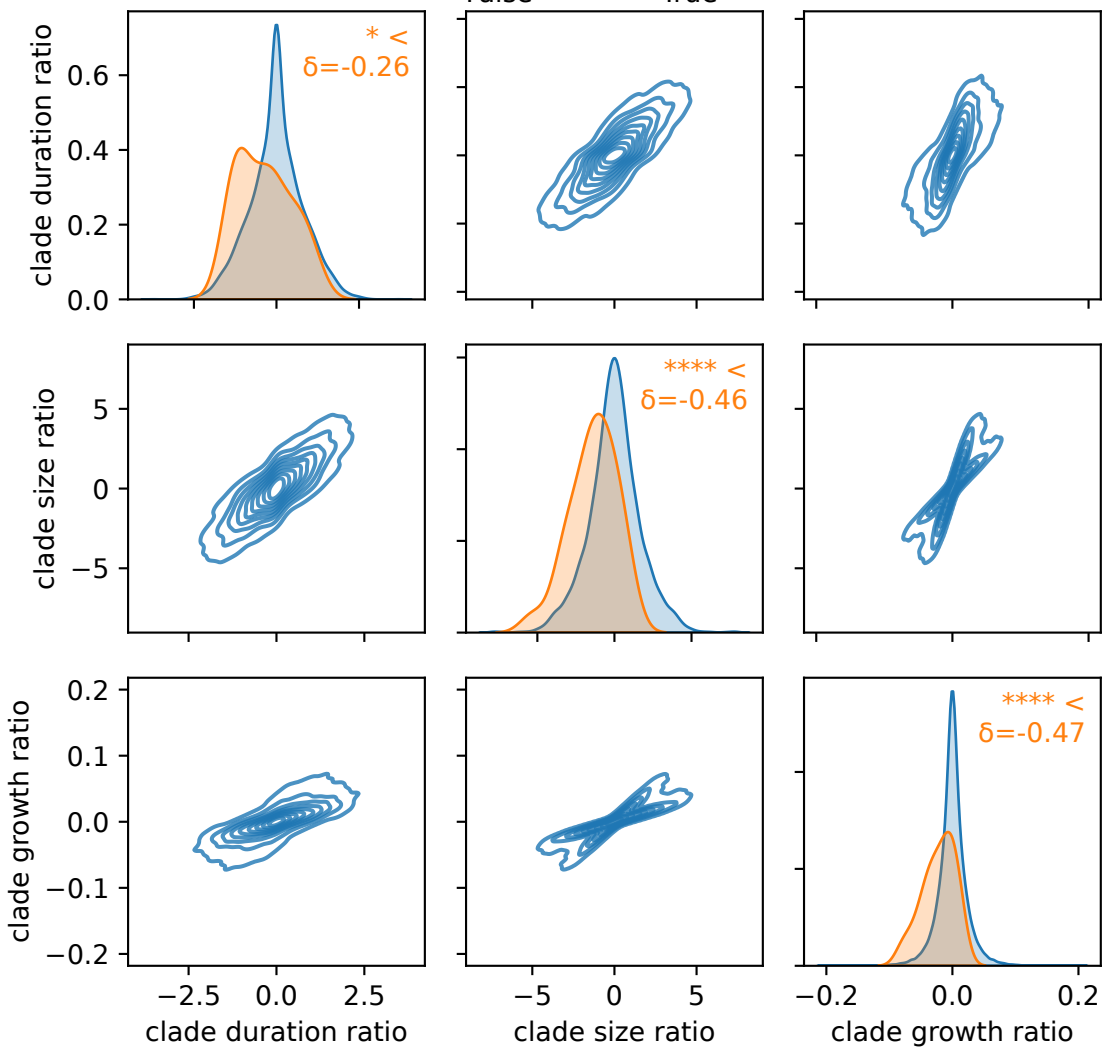 clade duration ratio
0.6
0.4
0.2
0.0
* <
δ=-0.26
clade size ratio
5
0
−5
**** <
δ=-0.46
clade growth ratio
0.2
0.1
0.0
−0.1
−0.2
**** <
δ=-0.47
−2.5 0.0 2.5
−5 0 5
−0.2 0.0 0.2
clade duration ratio
clade size ratio
clade growth ratio